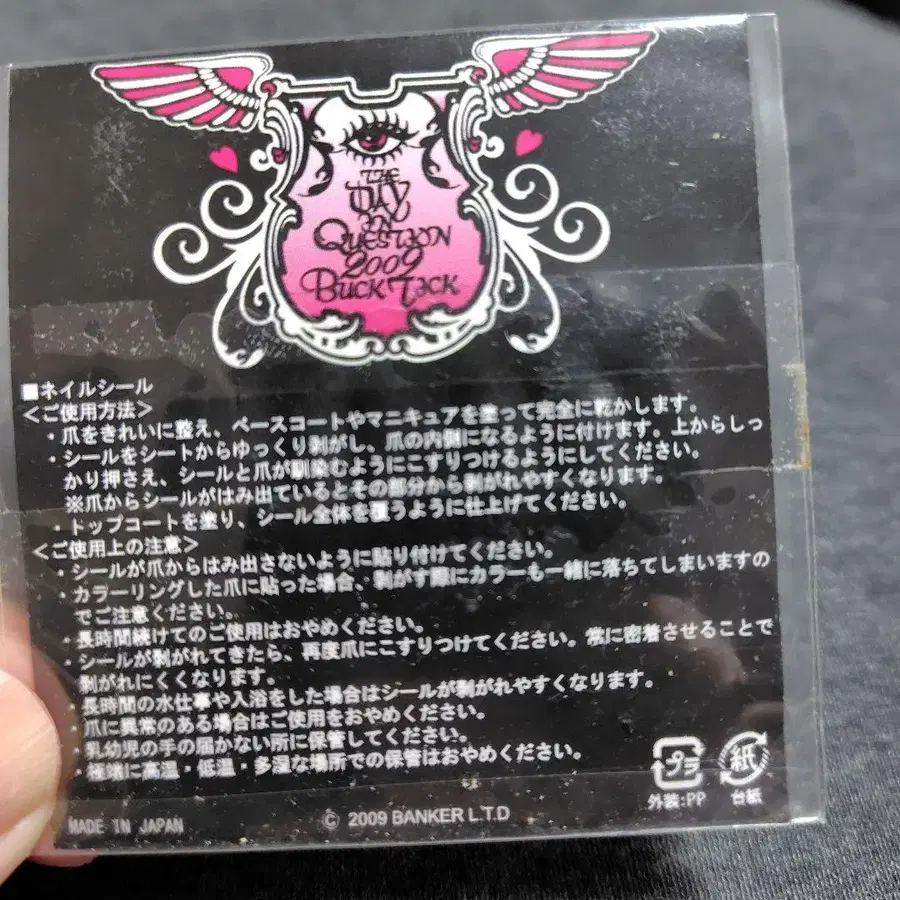 THE
DAY
IN
QUESTION
2009
BUCK-TICK
■ネイルシール
＜ご使用方法＞
・爪をきれいに整え、ベースコートやマニキュアを塗って完全に乾かします。
・シールをシートからゆっくり剥がし、爪の内側になるように付けます。上からしっ
かり押さえ、シールと爪が馴染むようにこすりつけるようにしてください。
※爪からシールがはみ出ているとその部分から剥がれやすくなります。
・トップコートを塗り、シール全体を覆うように仕上げてください。
＜ご使用上の注意＞
・シールが爪からはみ出さないように貼り付けてください。
・カラーリングした爪に貼った場合、剥がす際にカラーも一緒に落ちてしまいますの
でご注意ください。
・長時間続けてのご使用はおやめください。
・シールが剥がれてきたら、再度爪にこすりつけてください。常に密着させることで
剥がれにくくなります。
・長時間の水仕事や入浴をした場合はシールが剥がれやすくなります。
・爪に異常のある場合はご使用をおやめください。
・乳幼児の手の届かない所に保管してください。
・極端に高温・低温・多湿な場所での保管はおやめください。
プラ
紙
外装:PP
台紙
MADE IN JAPAN
© 2009 BANKER L.T.D